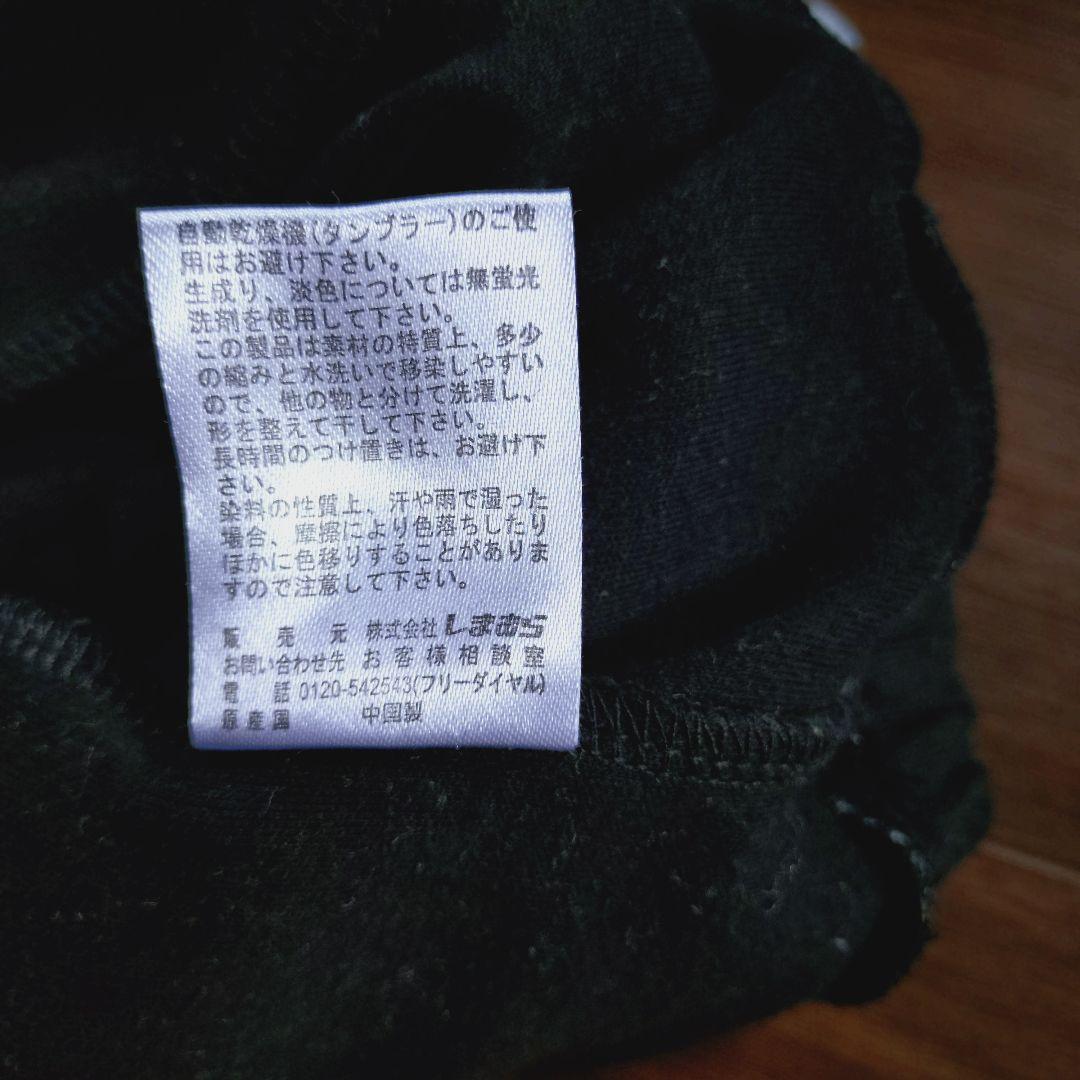 自動乾燥機(タンブラー)のご使
用はお避け下さい。
生成り、淡色については無蛍光
洗剤を使用して下さい。
この製品は素材の特質上、多少
の縮みと水洗いで移染しやすい
ので、他の物と分けて洗濯し、
形を整えて干して下さい。
長時間のつけ置きは、お避け下
さい。
染料の性質上、汗や雨で湿った
場合、摩擦により色落ちしたり
ほかに色移りすることがありま
すので注意して下さい。
販売元 株式会社しまむら
お問い合わせ先 お客様相談室
電話 0120-542543(フリーダイヤル)
原産国 中国製